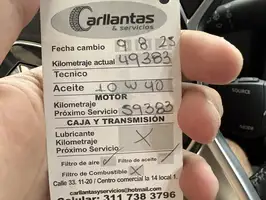 Carllantas
& servicios
Fecha cambio 9 8 23
Kilometraje actual 49383
Tecnico
Aceite 10W40
MOTOR
Kilometraje
Próximo Servicio 59383
CAJA Y TRANSMISIÓN
Lubricante
Kilometraje
Próximo Servicio
Filtro de aire ✓ Filtro de aceite ✓
Filtro de Combustible X
Calle 33. 11-20 / Centro comercial la 14 local 1.
carllantasyservicios@hotmail.com
Celular: 311 738 3796